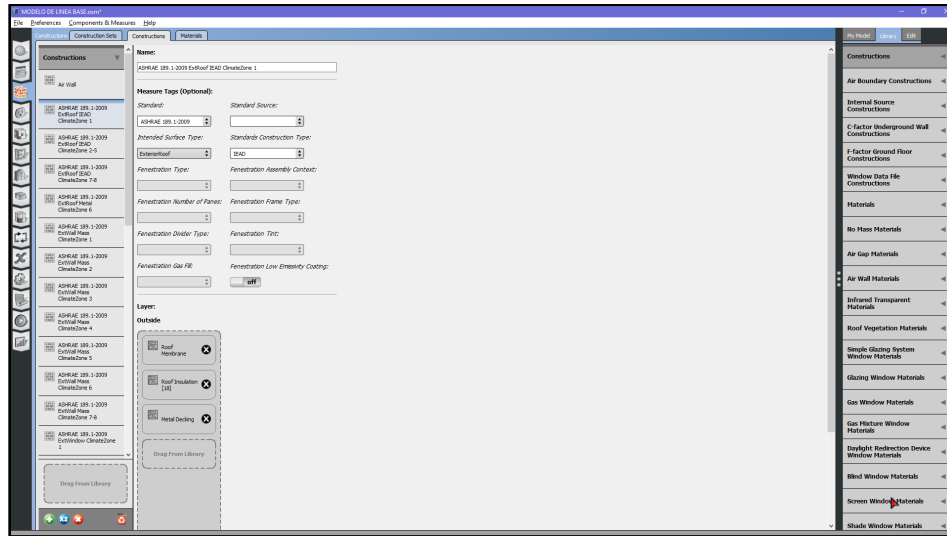 MODELO DE LINEA BASE.osm*
File Preferences Components & Measures Help
Constructions Construction Sets Constructions Materials
My Model Library Edit
Constructions
Air Wall
ASHRAE 189.1-2009
ExtRoof IEAD
ClimateZone 1
ASHRAE 189.1-2009
ExtRoof IEAD
ClimateZone 2-5
ASHRAE 189.1-2009
ExtRoof IEAD
ClimateZone 7-8
ASHRAE 189.1-2009
ExtRoof Metal
ClimateZone 6
ASHRAE 189.1-2009
ExtWall Mass
ClimateZone 1
ASHRAE 189.1-2009
ExtWall Mass
ClimateZone 2
ASHRAE 189.1-2009
ExtWall Mass
ClimateZone 3
ASHRAE 189.1-2009
ExtWall Mass
ClimateZone 4
ASHRAE 189.1-2009
ExtWall Mass
ClimateZone 5
ASHRAE 189.1-2009
ExtWall Mass
ClimateZone 6
ASHRAE 189.1-2009
ExtWall Mass
ClimateZone 7-8
ASHRAE 189.1-2009
ExtWindow ClimateZone
1
Drag From Library
Name:
ASHRAE 189.1-2009 ExtRoof IEAD ClimateZone 1
Measure Tags (Optional):
Standard: Standard Source:
ASHRAE 189.1-2009
Intended Surface Type: Standards Construction Type:
ExteriorRoof IEAD
Fenestration Type: Fenestration Assembly Context:
Fenestration Number of Panes: Fenestration Frame Type:
Fenestration Divider Type: Fenestration Tint:
Fenestration Gas Fill: Fenestration Low Emissivity Coating:
off
Layer:
Outside
Roof
Membrane
Roof Insulation
[18]
Metal Decking
Drag From Library
Constructions
Air Boundary Constructions
Internal Source
Constructions
C-factor Underground Wall
Constructions
F-factor Ground Floor
Constructions
Window Data File
Constructions
Materials
No Mass Materials
Air Gap Materials
Air Wall Materials
Infrared Transparent
Materials
Roof Vegetation Materials
Simple Glazing System
Window Materials
Glazing Window Materials
Gas Window Materials
Gas Mixture Window
Materials
Daylight Redirection Device
Window Materials
Blind Window Materials
Screen Window Materials
Shade Window Materials